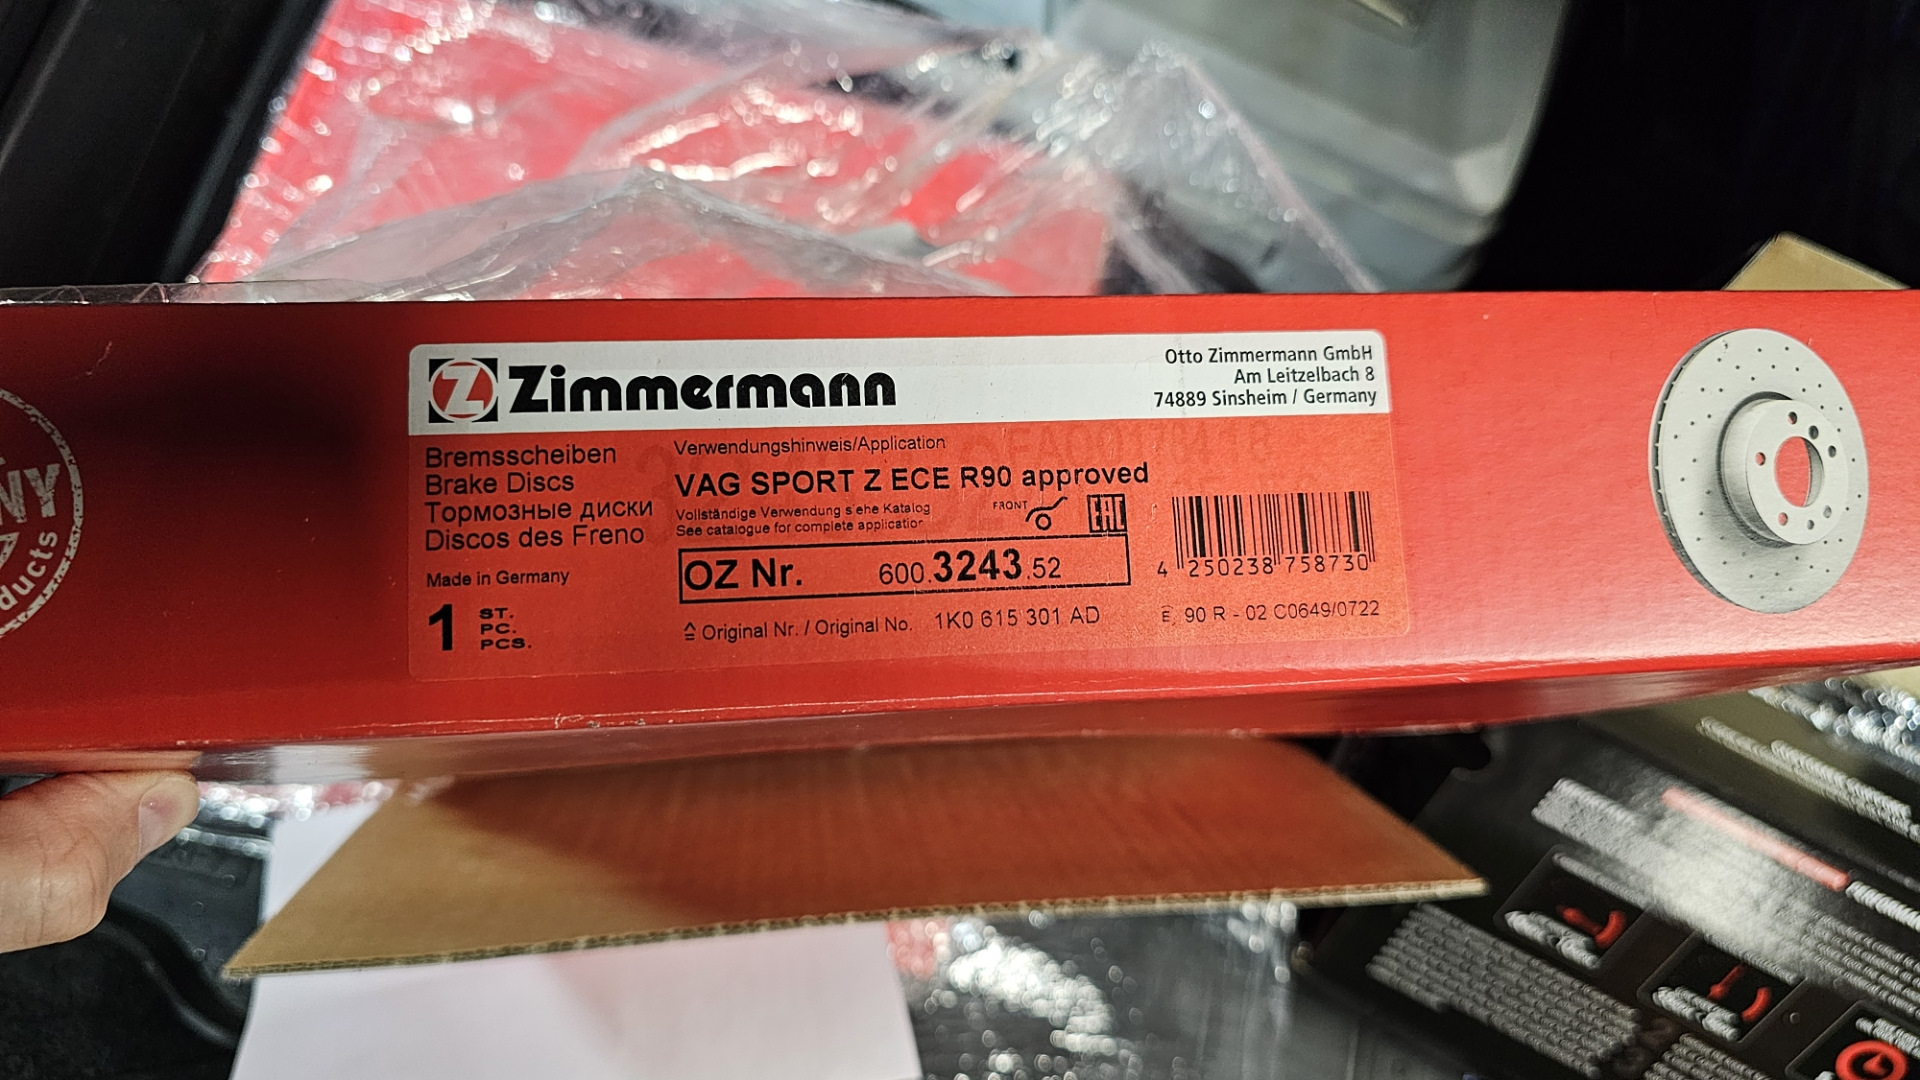 Zimmermann
Otto Zimmermann GmbH
Am Leitzelbach 8
74889 Sinsheim / Germany
Bremsscheiben
Brake Discs
Тормозные диски
Discos des Freno
Made in Germany
1 ST.
PC.
PCS.
Verwendungshinweis/Application
VAG SPORT Z ECE R90 approved
Vollständige Verwendung s ehe Katalog
See catalogue for complete application
FRONT
EAC
OZ Nr. 600.3243.52
≙ Original Nr. / Original No. 1K0 615 301 AD
4 250238 758730
E 90 R - 02 C0649/0722
NY
ducts